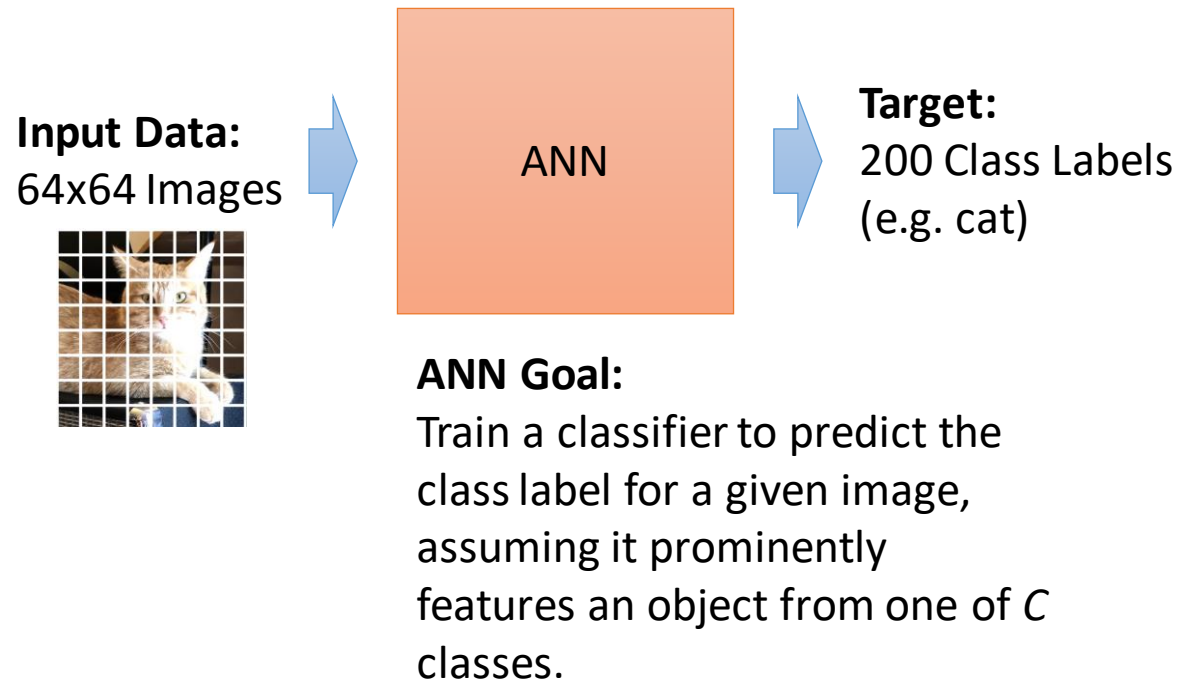 Input Data:
64x64 Images
ANN
Target:
200 Class Labels
(e.g. cat)
ANN Goal:
Train a classifier to predict the
class label for a given image,
assuming it prominently
features an object from one of C
classes.